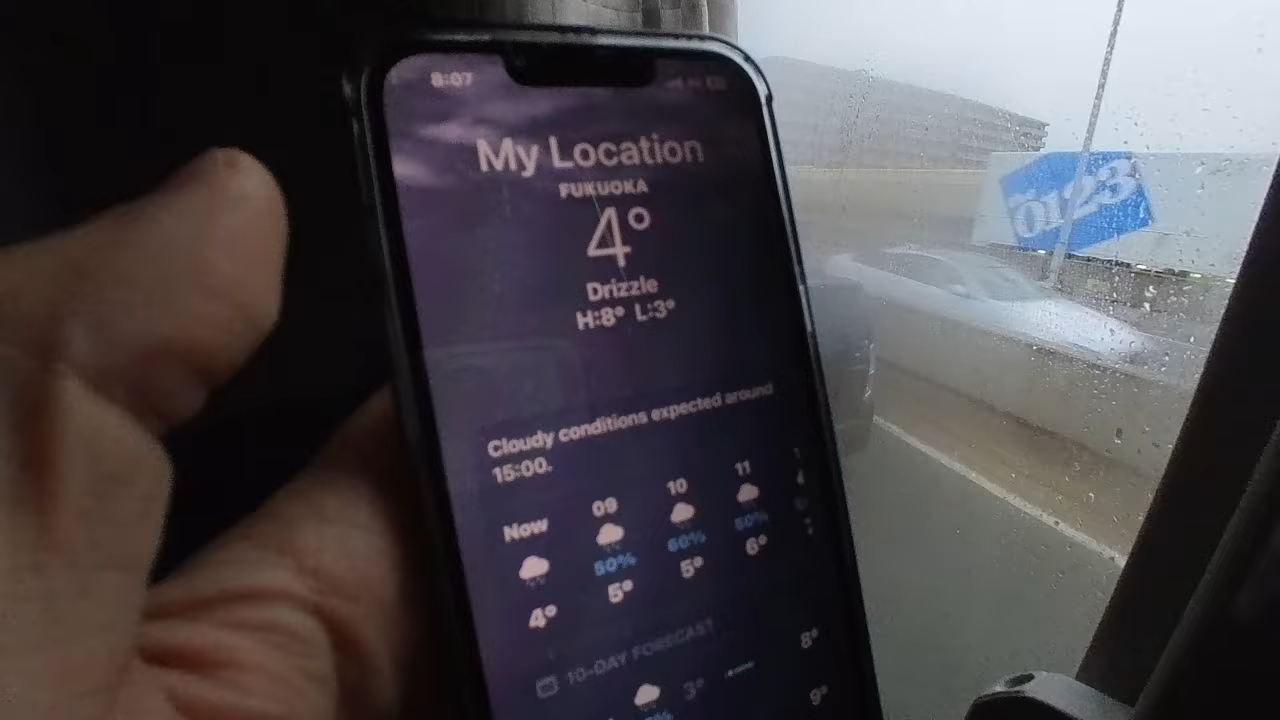 8:07
My Location
FUKUOKA
4°
Drizzle
H:8° L:3°
Cloudy conditions expected around
15:00.
Now 09 10 11
50% 60% 60%
4° 5° 5° 6°
10-DAY FORECAST
3° 8°
9°
0123